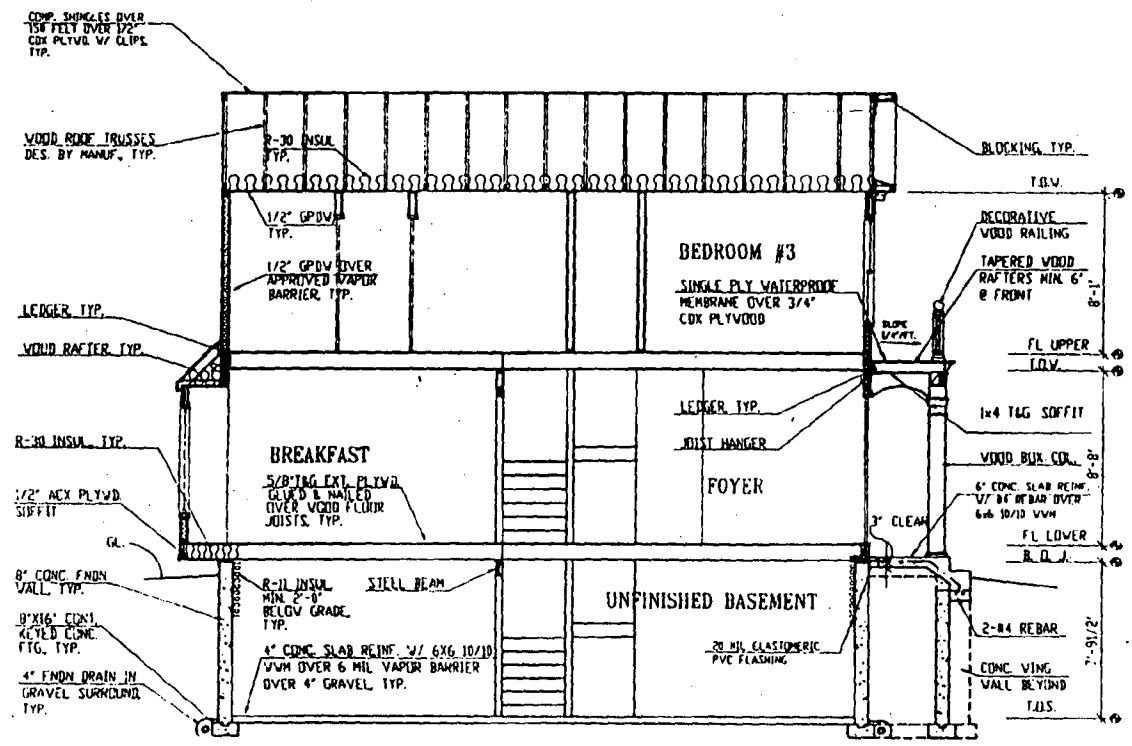 COMP. SHINGLES OVER
15# FELT OVER 1/2"
CDX PLYWD. W/ CLIPS,
TYP.
WOOD ROOF TRUSSES
DES. BY MANUF., TYP.
R-30 INSUL.
TYP.
BLOCKING, TYP.
T.O.W.
1/2" GPDW
TYP.
DECORATIVE
WOOD RAILING
BEDROOM #3
1/2" GPDW OVER
APPROVED VAPOR
BARRIER, TYP.
SINGLE PLY WATERPROOF
MEMBRANE OVER 3/4"
CDX PLYWOOD
TAPERED WOOD
RAFTERS MIN. 6"
@ FRONT
8'-1"
LEDGER, TYP.
WOOD RAFTER, TYP.
SLOPE
1/4"/FT.
FL UPPER
T.O.W.
LEDGER, TYP.
JOIST HANGER
1x4 T&G SOFFIT
R-30 INSUL., TYP.
BREAKFAST
5/8" T&G EXT. PLYWD.
GLUED & NAILED
OVER WOOD FLOOR
JOISTS, TYP.
FOYER
WOOD BOX COL.
8'-8"
1/2" ACX PLYWD.
SOFFIT
6" CONC. SLAB REINF.
W/ #4 REBAR OVER
6x6 10/10 WWM
3" CLEAR
GL.
FL LOWER
B.O.J.
8" CONC. FNDN
WALL, TYP.
R-11 INSUL.
MIN. 2'-0"
BELOW GRADE,
TYP.
STEEL BEAM
UNFINISHED BASEMENT
8"X16" CONT.
KEYED CONC.
FTG., TYP.
2-#4 REBAR
7'-9 1/2"
4" CONC. SLAB REINF. W/ 6X6 10/10
WWM OVER 6 MIL VAPOR BARRIER
OVER 4" GRAVEL, TYP.
20 MIL ELASTOMERIC
PVC FLASHING
CONC. WING
WALL BEYOND
4" FNDN DRAIN IN
GRAVEL SURROUND,
TYP.
T.O.S.